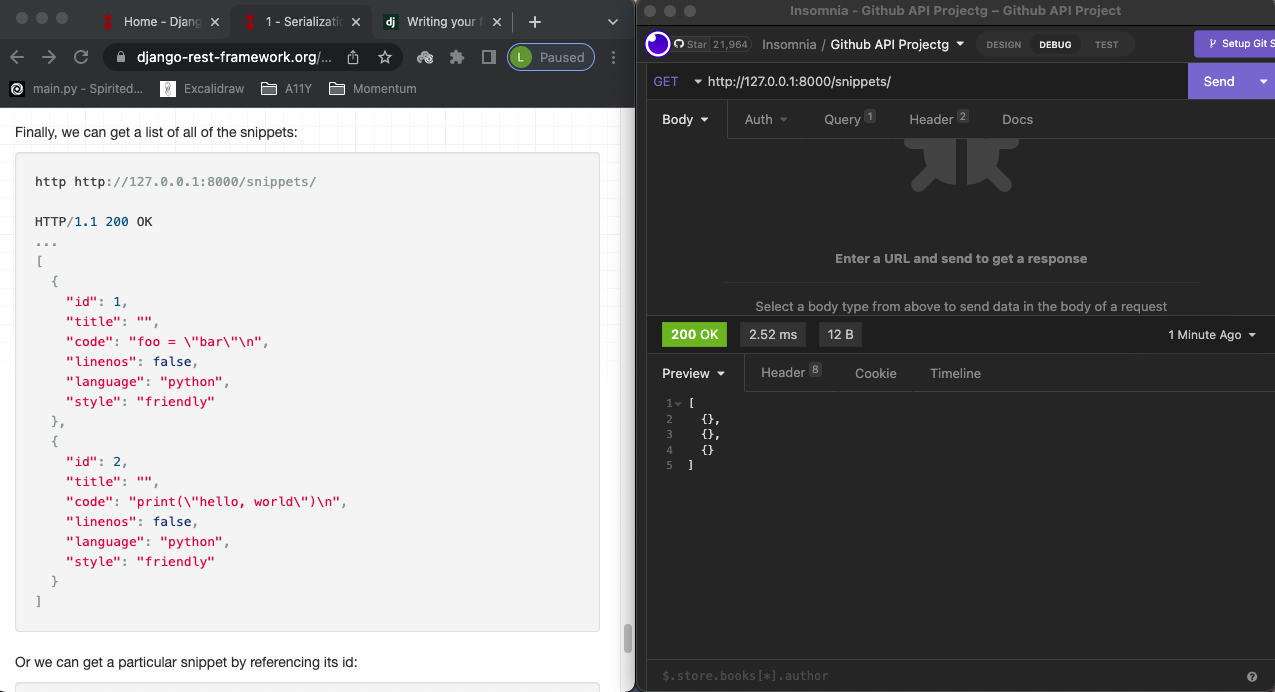 Home - Djang
1 - Serializatio
dj Writing your f
django-rest-framework.org/...
L Paused
main.py - Spirited...
Excalidraw
A11Y
Momentum
Finally, we can get a list of all of the snippets:
http http://127.0.0.1:8000/snippets/
HTTP/1.1 200 OK
...
[
{
"id": 1,
"title": "",
"code": "foo = \"bar\"\n",
"linenos": false,
"language": "python",
"style": "friendly"
},
{
"id": 2,
"title": "",
"code": "print(\"hello, world\")\n",
"linenos": false,
"language": "python",
"style": "friendly"
}
]
Or we can get a particular snippet by referencing its id:
Insomnia - Github API Projectg – Github API Project
Star 21,964
Insomnia / Github API Projectg
DESIGN DEBUG TEST
Setup Git S
GET http://127.0.0.1:8000/snippets/
Send
Body Auth Query 1 Header 2 Docs
Enter a URL and send to get a response
Select a body type from above to send data in the body of a request
200 OK 2.52 ms 12 B 1 Minute Ago
Preview Header 8 Cookie Timeline
1 [
2 {},
3 {},
4 {}
5 ]
$.store.books[*].author